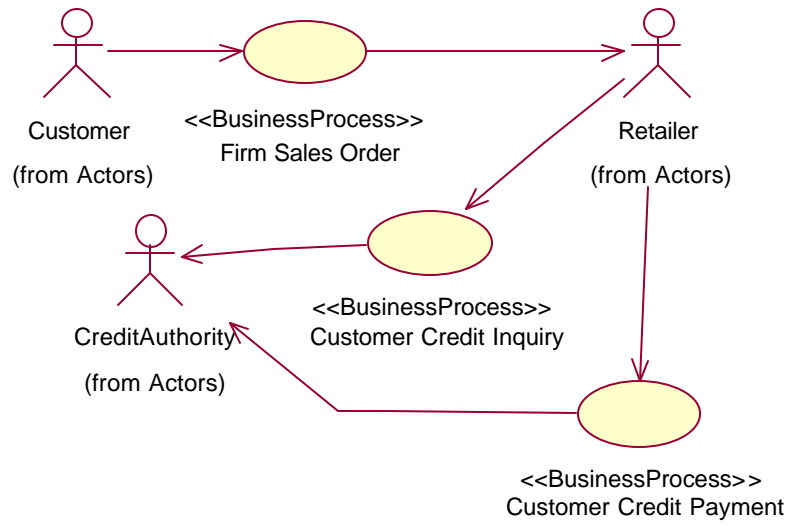 Customer
(from Actors)
<<BusinessProcess>>
Firm Sales Order
Retailer
(from Actors)
CreditAuthority
(from Actors)
<<BusinessProcess>>
Customer Credit Inquiry
<<BusinessProcess>>
Customer Credit Payment